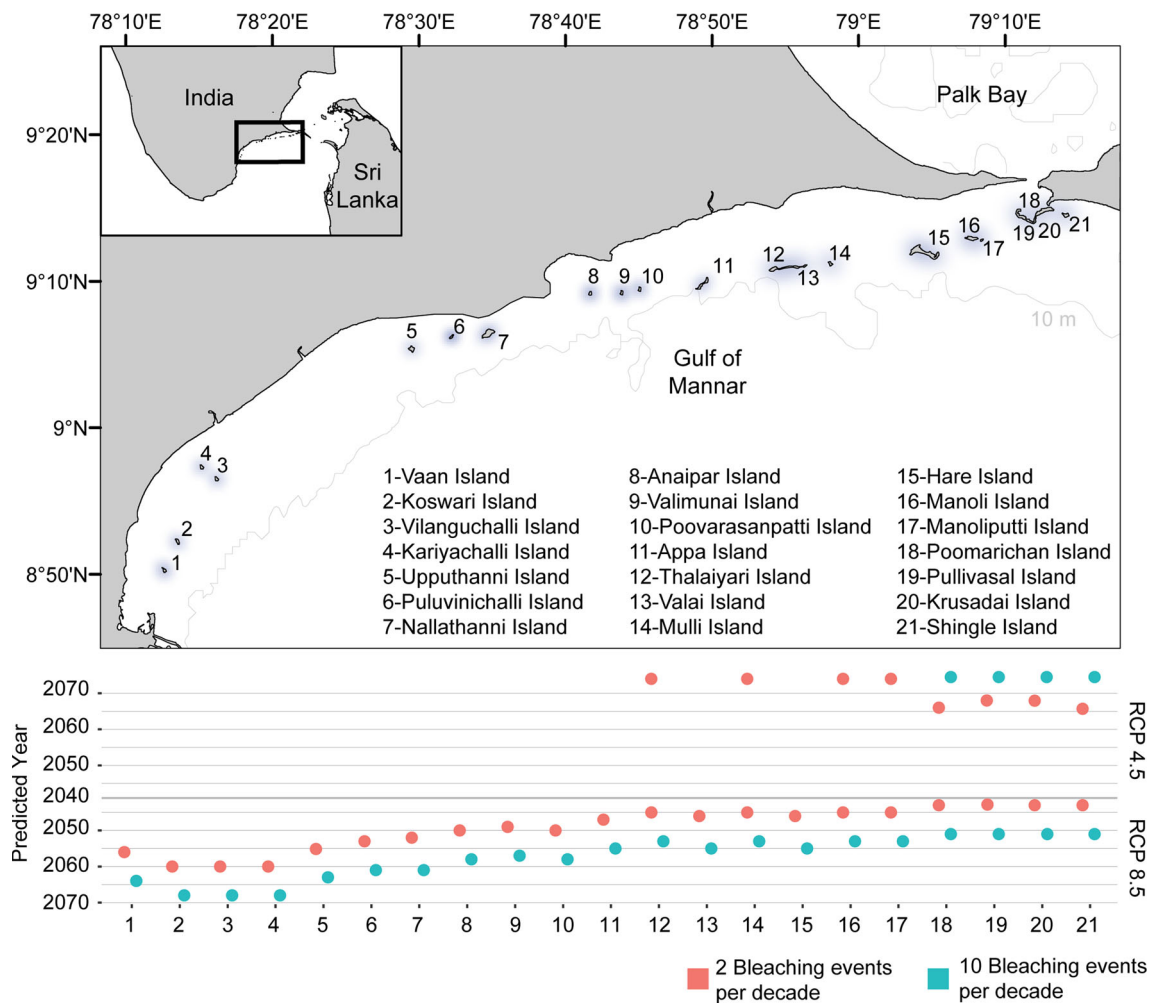 78°10'E 78°20'E 78°30'E 78°40'E 78°50'E 79°E 79°10'E
India
Sri
Lanka
Palk Bay
9°20'N
9°10'N
9°N
8°50'N
18
19 20 21
16
17
15
14
12
13
11
8 9 10
5 6
7
4
3
2
1
10 m
Gulf of
Mannar
1-Vaan Island
2-Koswari Island
3-Vilanguchalli Island
4-Kariyachalli Island
5-Upputhanni Island
6-Puluvinichalli Island
7-Nallathanni Island
8-Anaipar Island
9-Valimunai Island
10-Poovarasanpatti Island
11-Appa Island
12-Thalaiyari Island
13-Valai Island
14-Mulli Island
15-Hare Island
16-Manoli Island
17-Manoliputti Island
18-Poomarichan Island
19-Pullivasal Island
20-Krusadai Island
21-Shingle Island
Predicted Year
2070
2060
2050
2040
2050
2060
2070
RCP 4.5
RCP 8.5
1 2 3 4 5 6 7 8 9 10 11 12 13 14 15 16 17 18 19 20 21
2 Bleaching events
per decade
10 Bleaching events
per decade